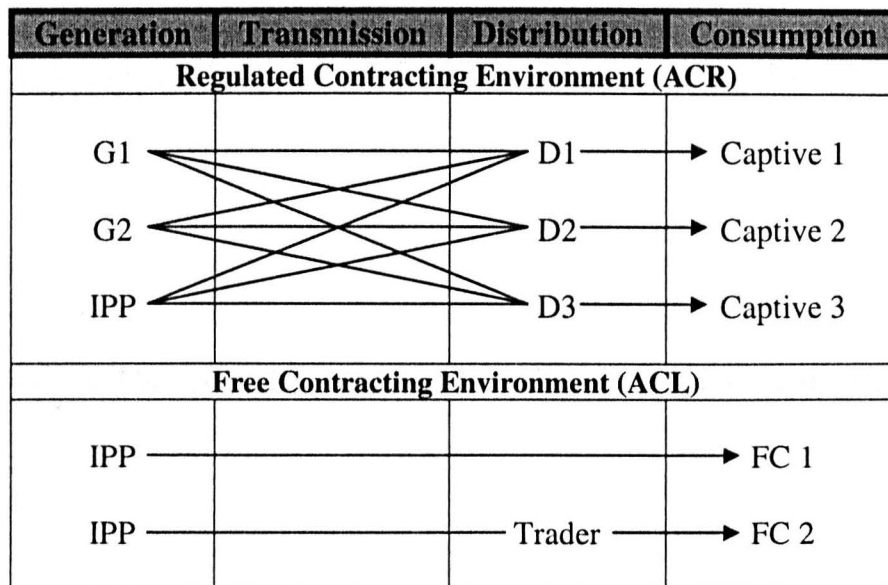 Generation Transmission Distribution Consumption
Regulated Contracting Environment (ACR)
G1 D1 Captive 1
G2 D2 Captive 2
IPP D3 Captive 3
Free Contracting Environment (ACL)
IPP FC 1
IPP Trader FC 2